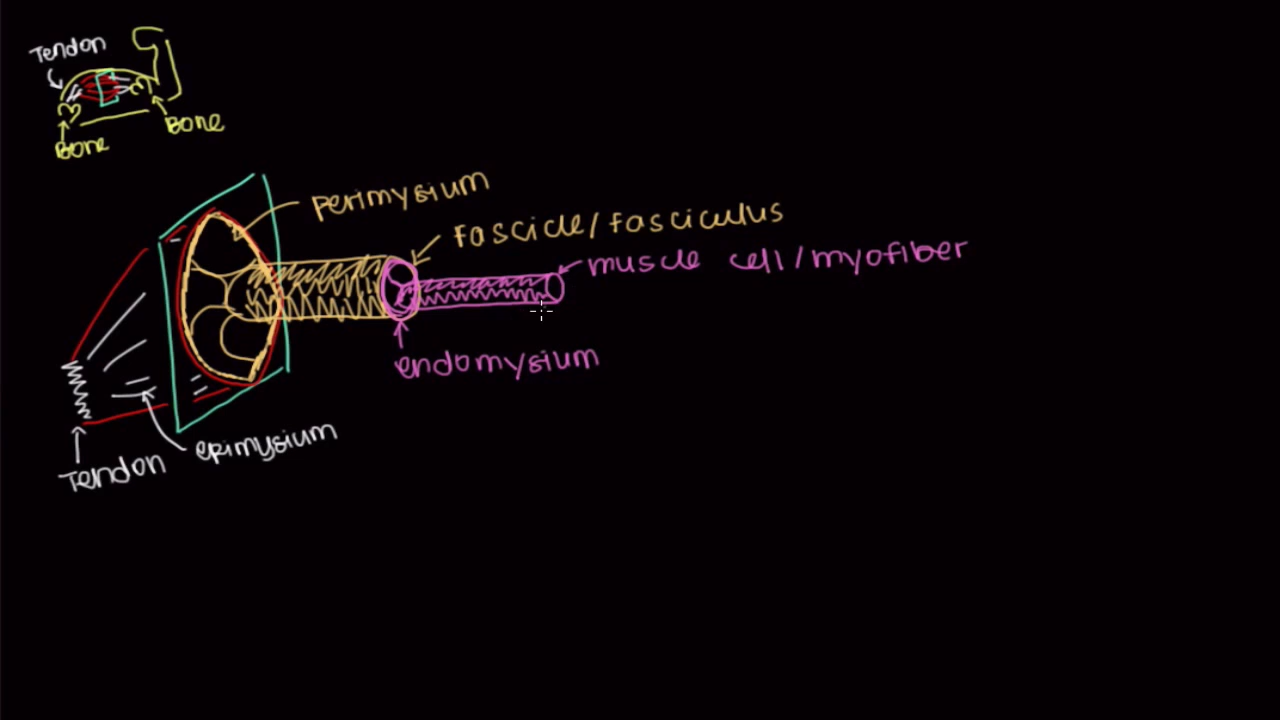 Tendon
Bone
Bone
perimysium
fascicle/fasciculus
muscle cell/myofiber
endomysium
epimysium
Tendon